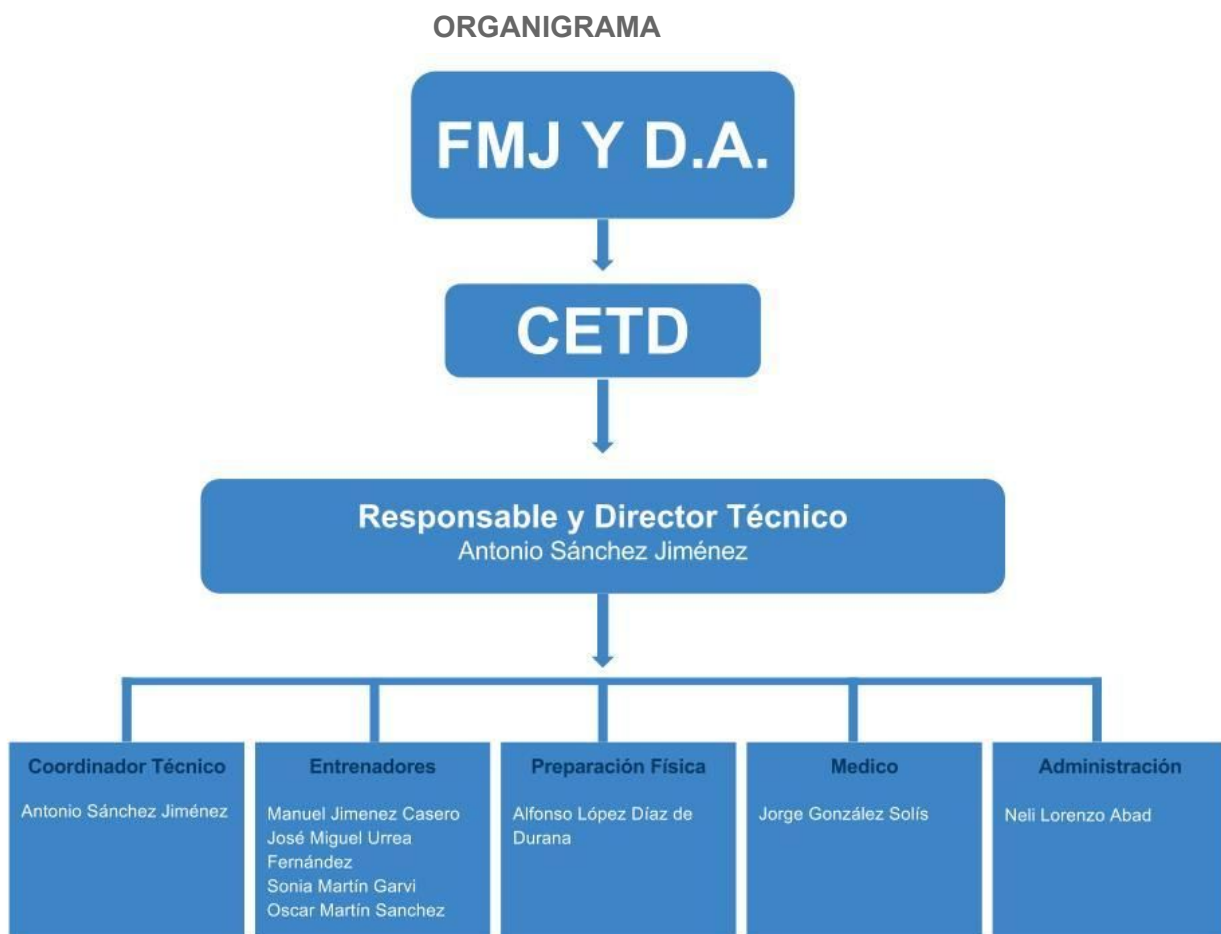 ORGANIGRAMA
FMJ Y D.A.
CETD
Responsable y Director Técnico
Antonio Sánchez Jiménez
Coordinador Técnico
Antonio Sánchez Jiménez
Entrenadores
Manuel Jimenez Casero
José Miguel Urrea
Fernández
Sonia Martín Garvi
Oscar Martín Sanchez
Preparación Física
Alfonso López Díaz de
Durana
Medico
Jorge González Solís
Administración
Neli Lorenzo Abad